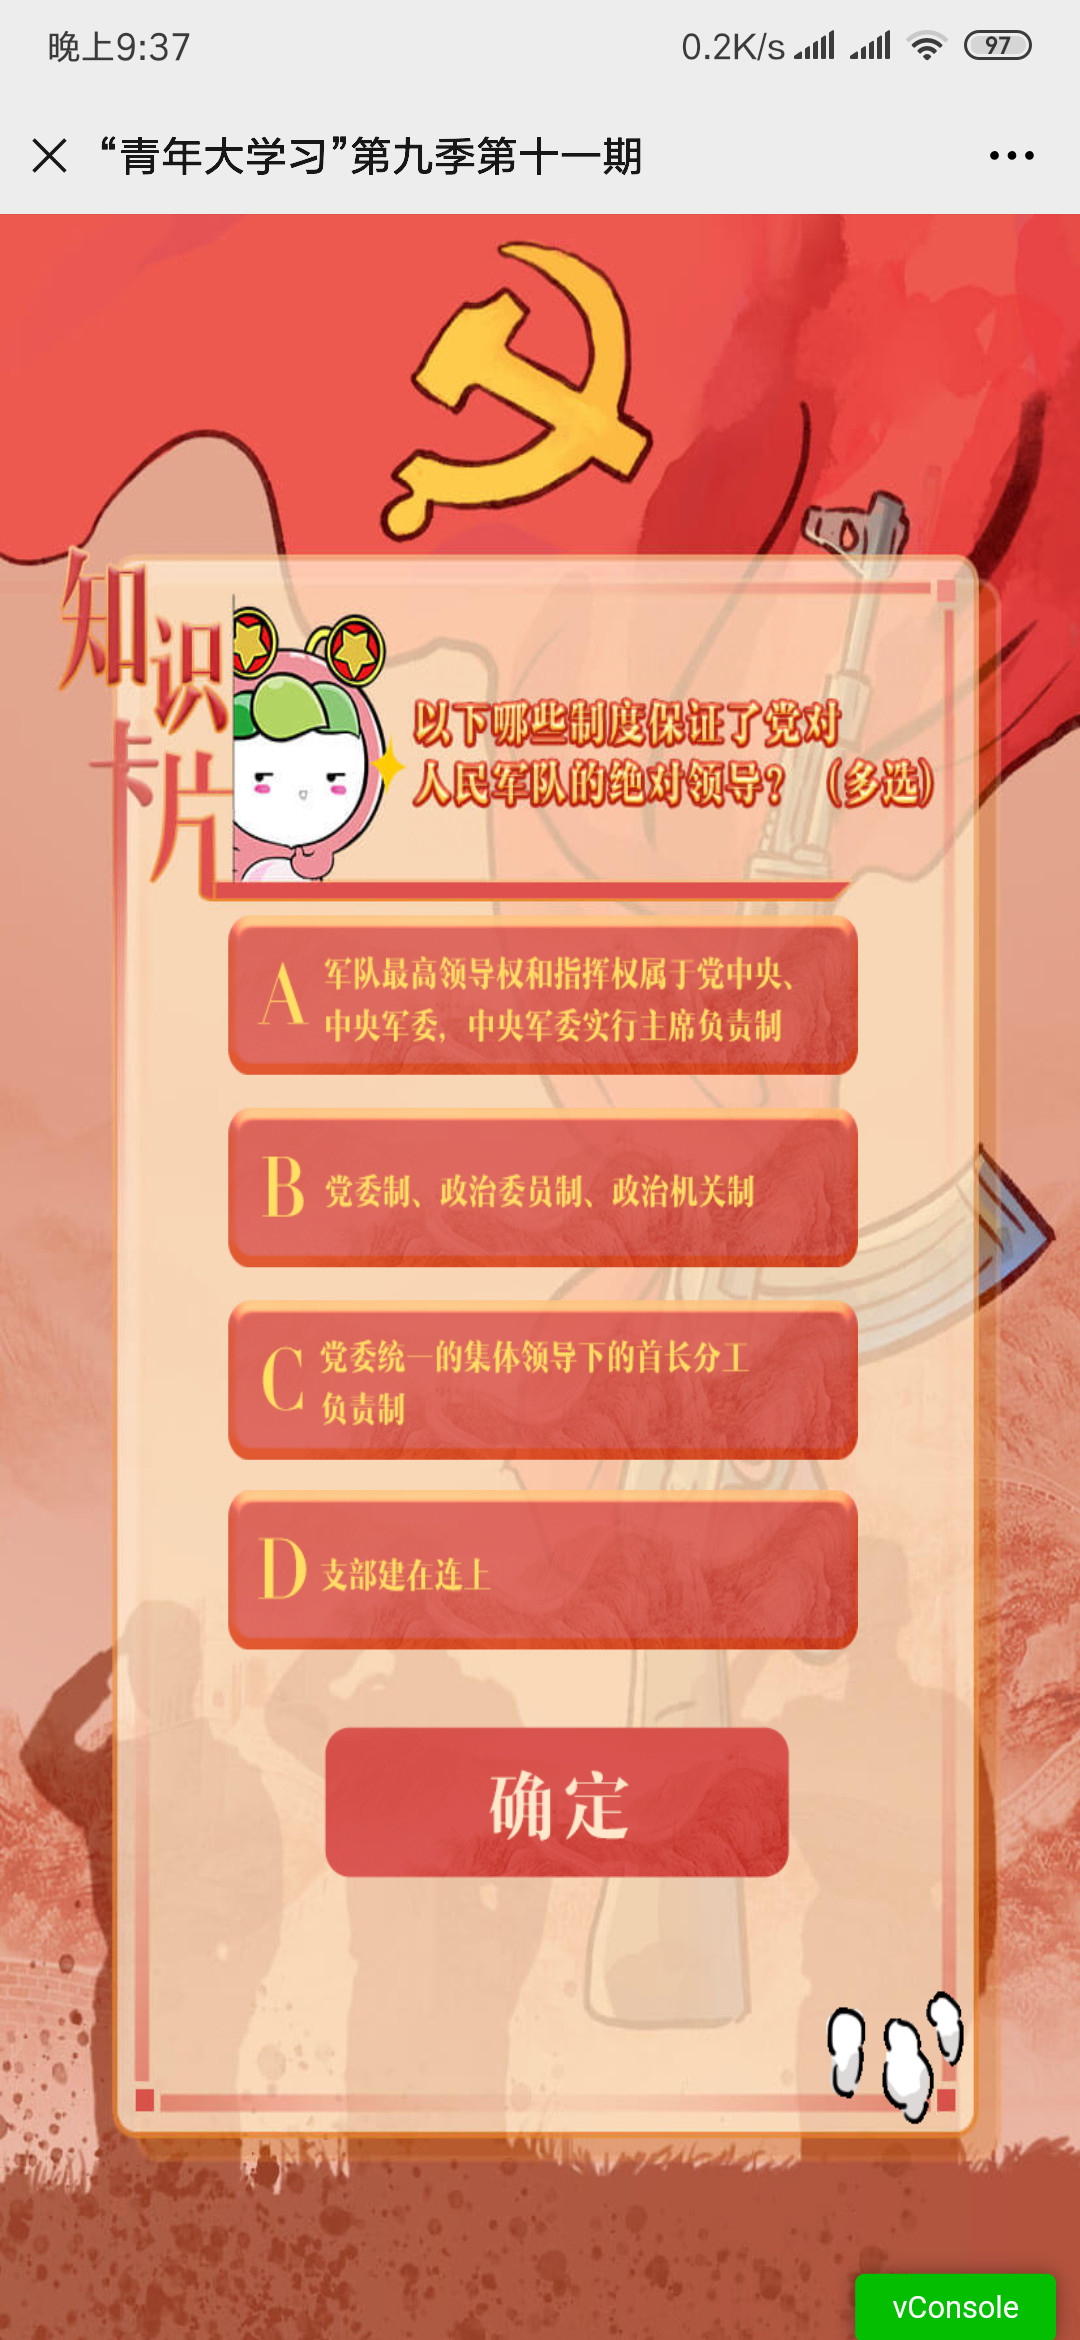 晚上9:37
0.2K/s
97
“青年大学习”第九季第十一期
知识卡片
以下哪些制度保证了党对
人民军队的绝对领导？（多选）
A 军队最高领导权和指挥权属于党中央、
中央军委，中央军委实行主席负责制
B 党委制、政治委员制、政治机关制
C 党委统一的集体领导下的首长分工
负责制
D 支部建在连上
确定
vConsole